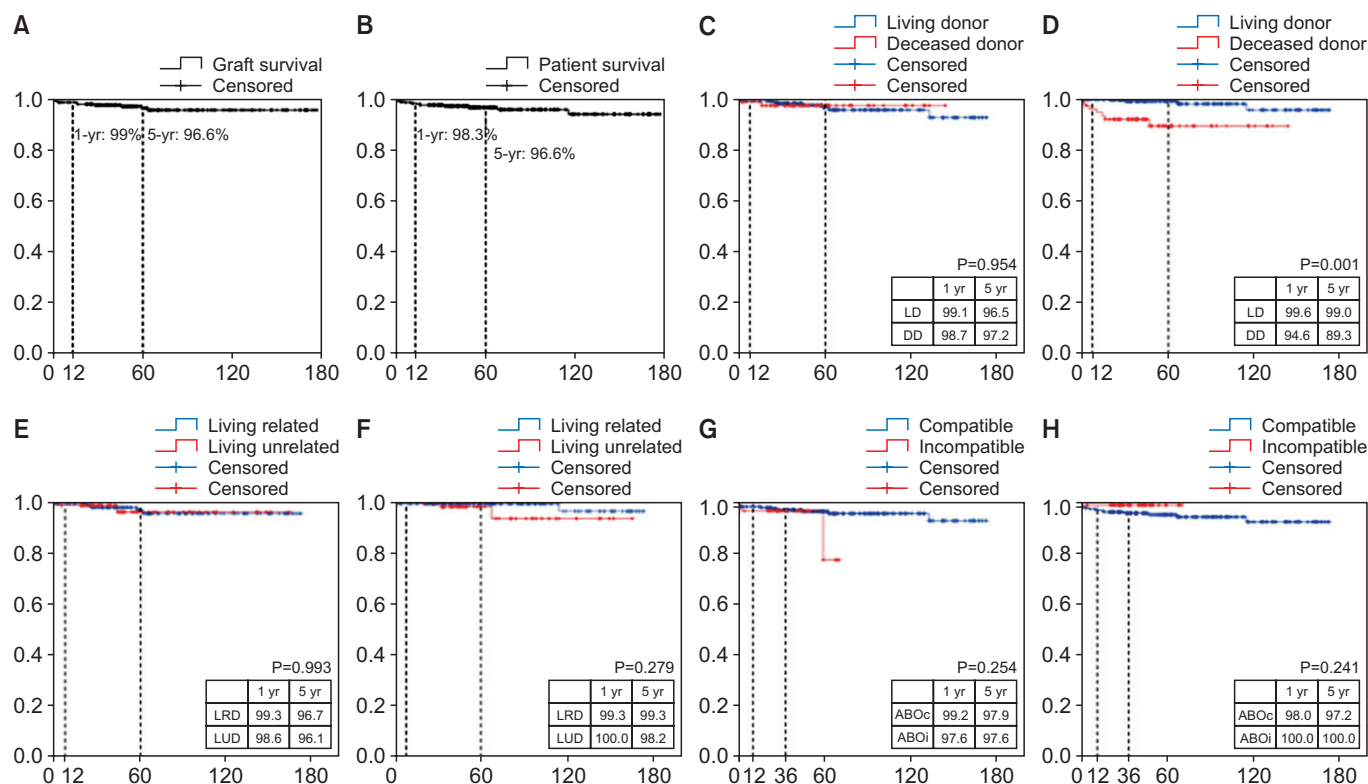 A
Graft survival
Censored
1.0
0.8
0.6
0.4
0.2
0.0
1-yr: 99%
5-yr: 96.6%
0 12 60 120 180
B
Patient survival
Censored
1.0
0.8
0.6
0.4
0.2
0.0
1-yr: 98.3%
5-yr: 96.6%
0 12 60 120 180
C
Living donor
Deceased donor
Censored
Censored
1.0
0.8
0.6
0.4
0.2
0.0
P=0.954
1 yr 5 yr
LD 99.1 96.5
DD 98.7 97.2
0 12 60 120 180
D
Living donor
Deceased donor
Censored
Censored
1.0
0.8
0.6
0.4
0.2
0.0
P=0.001
1 yr 5 yr
LD 99.6 99.0
DD 94.6 89.3
0 12 60 120 180
E
Living related
Living unrelated
Censored
Censored
1.0
0.8
0.6
0.4
0.2
0.0
P=0.993
1 yr 5 yr
LRD 99.3 96.7
LUD 98.6 96.1
0 12 60 120 180
F
Living related
Living unrelated
Censored
Censored
1.0
0.8
0.6
0.4
0.2
0.0
P=0.279
1 yr 5 yr
LRD 99.3 99.3
LUD 100.0 98.2
0 12 60 120 180
G
Compatible
Incompatible
Censored
Censored
1.0
0.8
0.6
0.4
0.2
0.0
P=0.254
1 yr 5 yr
ABOc 99.2 97.9
ABOi 97.6 97.6
0 12 36 60 120 180
H
Compatible
Incompatible
Censored
Censored
1.0
0.8
0.6
0.4
0.2
0.0
P=0.241
1 yr 5 yr
ABOc 98.0 97.2
ABOi 100.0 100.0
0 12 36 60 120 180